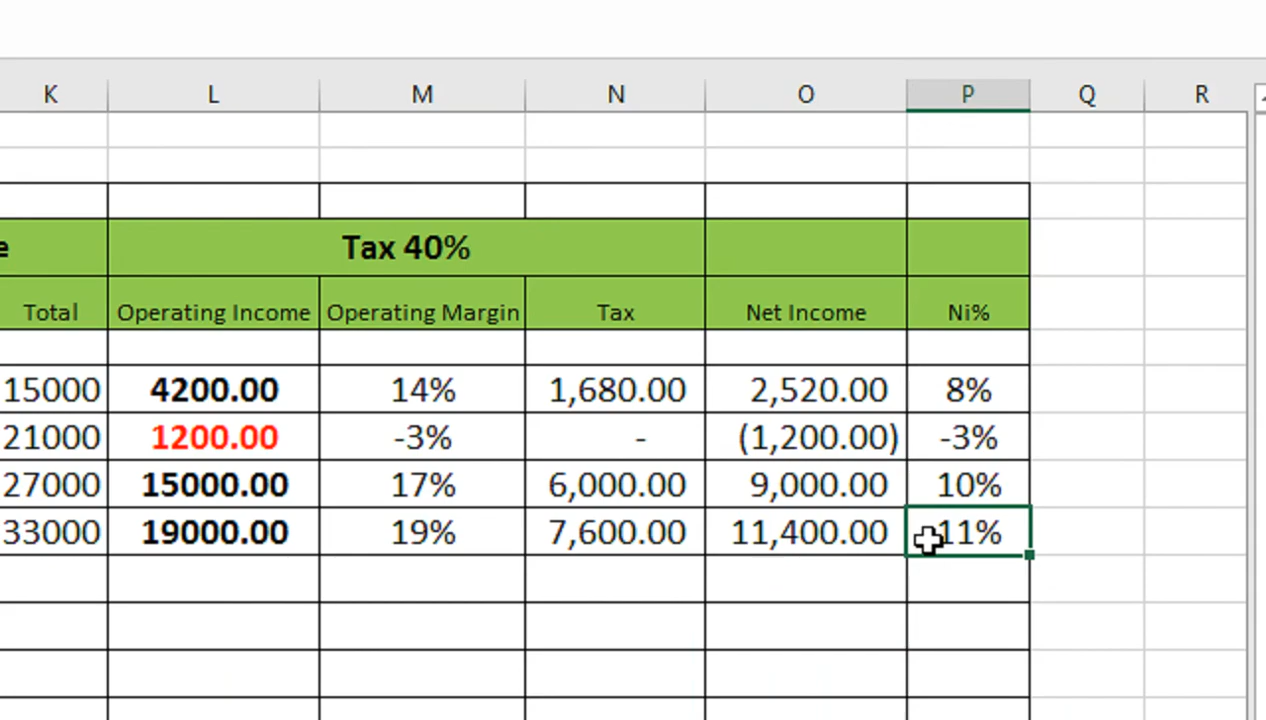 K L M N O P Q R
e Tax 40%
Total Operating Income Operating Margin Tax Net Income Ni%
15000 4200.00 14% 1,680.00 2,520.00 8%
21000 1200.00 -3% - (1,200.00) -3%
27000 15000.00 17% 6,000.00 9,000.00 10%
33000 19000.00 19% 7,600.00 11,400.00 11%